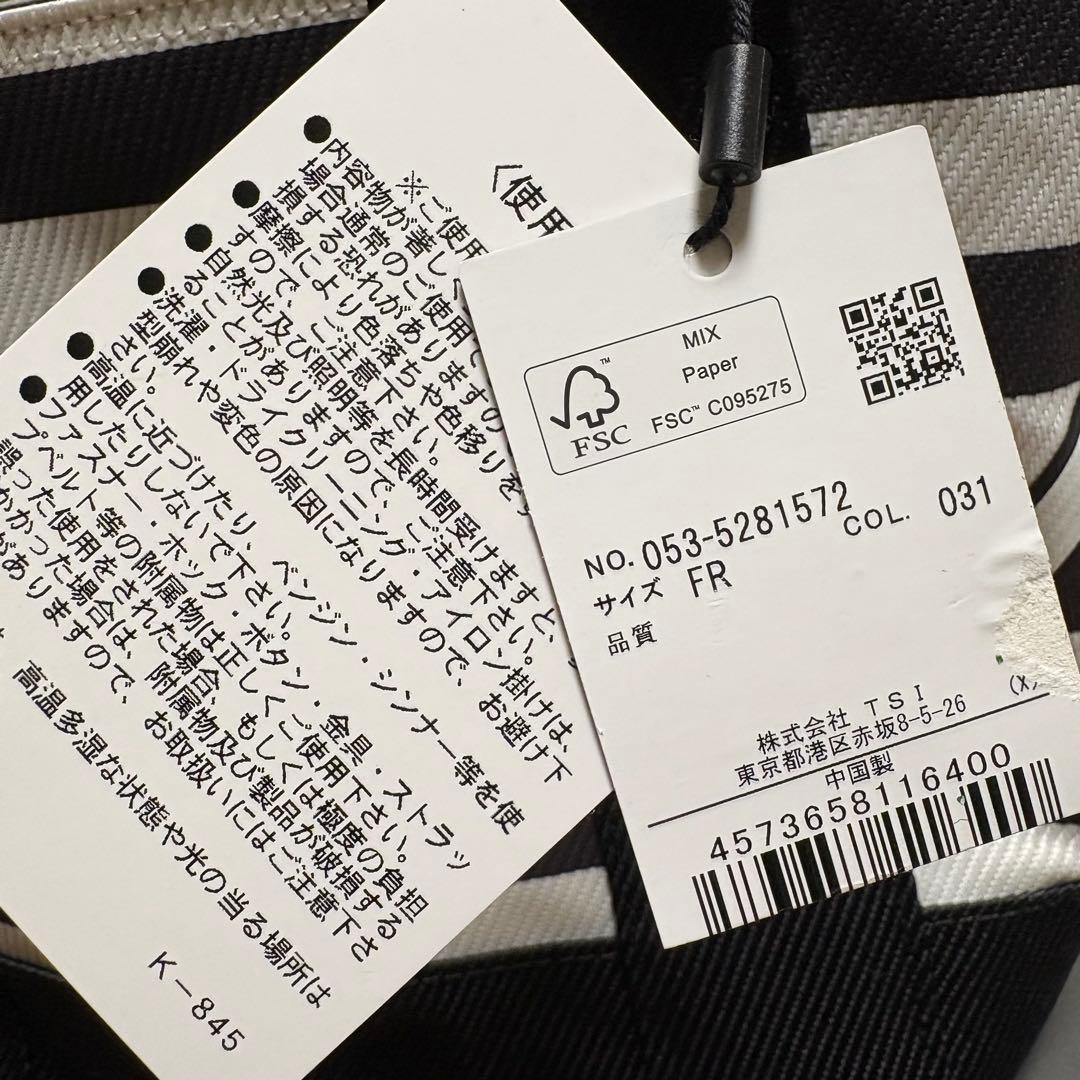 〈使用
※ご使用
●内容物が著し
場合通常のご使用
損する恐れがあり
●摩擦により色落ちや色移りを
すので、ご注意下さい。
●自然光及び照明等を長時間受けますと、
ることがありますので、ご注意下さい。
●洗濯・ドライクリーニング・アイロン掛けは、
型崩れや変色の原因になりますので、お避け下
さい。
●高温に近づけたり、ベンジン・シンナー等を使
用したりしないで下さい。
●ファスナー・ホック・ボタン・金具・ストラッ
プベルト等の附属物は正しくご使用下さい。
誤った使用をされた場合、もしくは極度の負担
がかかった場合は、附属物及び製品が破損する
がありますので、お取扱いにはご注意下さ
高温多湿な状態や光の当る場所は
K－845
MIX
Paper
FSC™ C095275
FSC
™
NO. 053-5281572
COL. 031
サイズ FR
品質
(X)
株式会社 TSI
東京都港区赤坂8-5-26
中国製
4573658116400